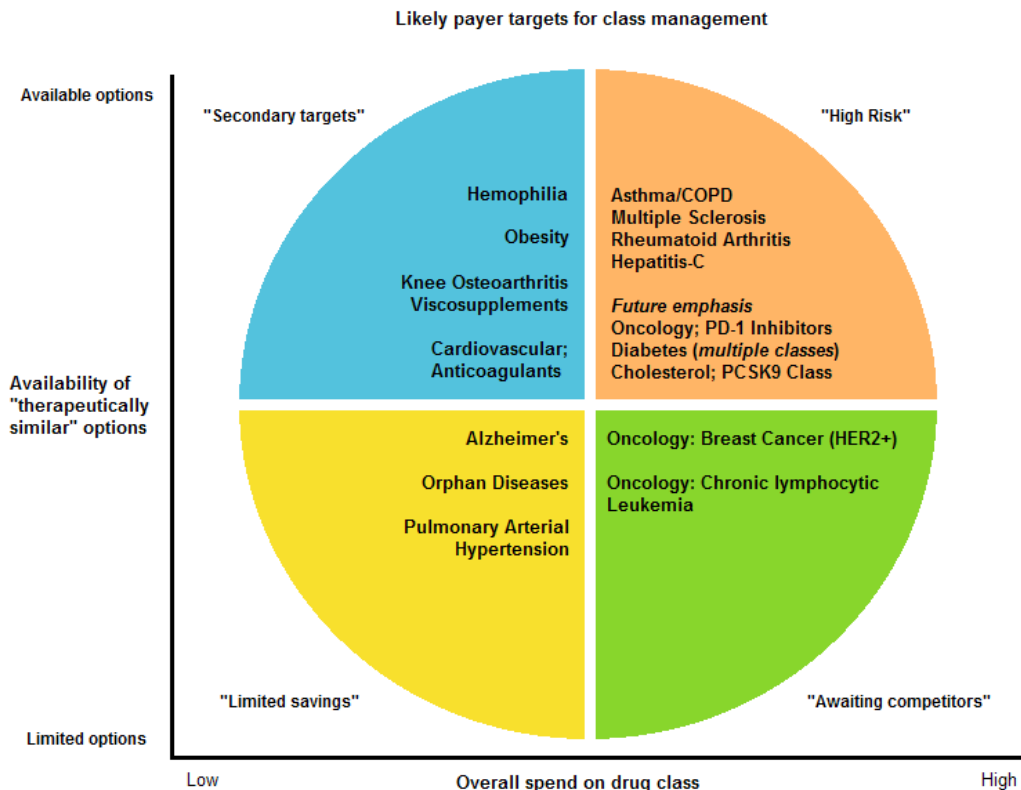 Likely payer targets for class management
Available options
"Secondary targets"
"High Risk"
Hemophilia
Obesity
Knee Osteoarthritis
Viscosupplements
Cardiovascular;
Anticoagulants
Asthma/COPD
Multiple Sclerosis
Rheumatoid Arthritis
Hepatitis-C
Future emphasis
Oncology; PD-1 Inhibitors
Diabetes (multiple classes)
Cholesterol; PCSK9 Class
Availability of
"therapeutically
similar" options
Alzheimer's
Orphan Diseases
Pulmonary Arterial
Hypertension
Oncology: Breast Cancer (HER2+)
Oncology: Chronic lymphocytic
Leukemia
"Limited savings"
"Awaiting competitors"
Limited options
Low
Overall spend on drug class
High